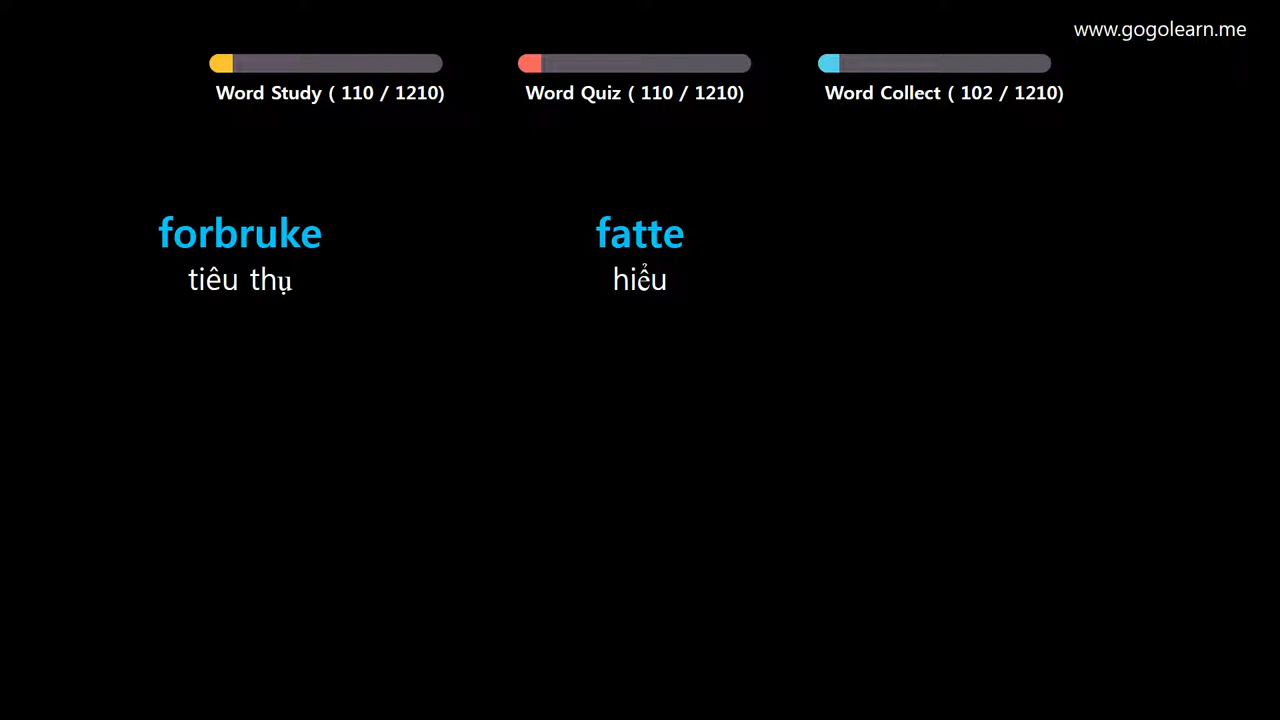 www.gogolearn.me
Word Study ( 110 / 1210)
Word Quiz ( 110 / 1210)
Word Collect ( 102 / 1210)
forbruke
tiêu thụ
fatte
hiểu